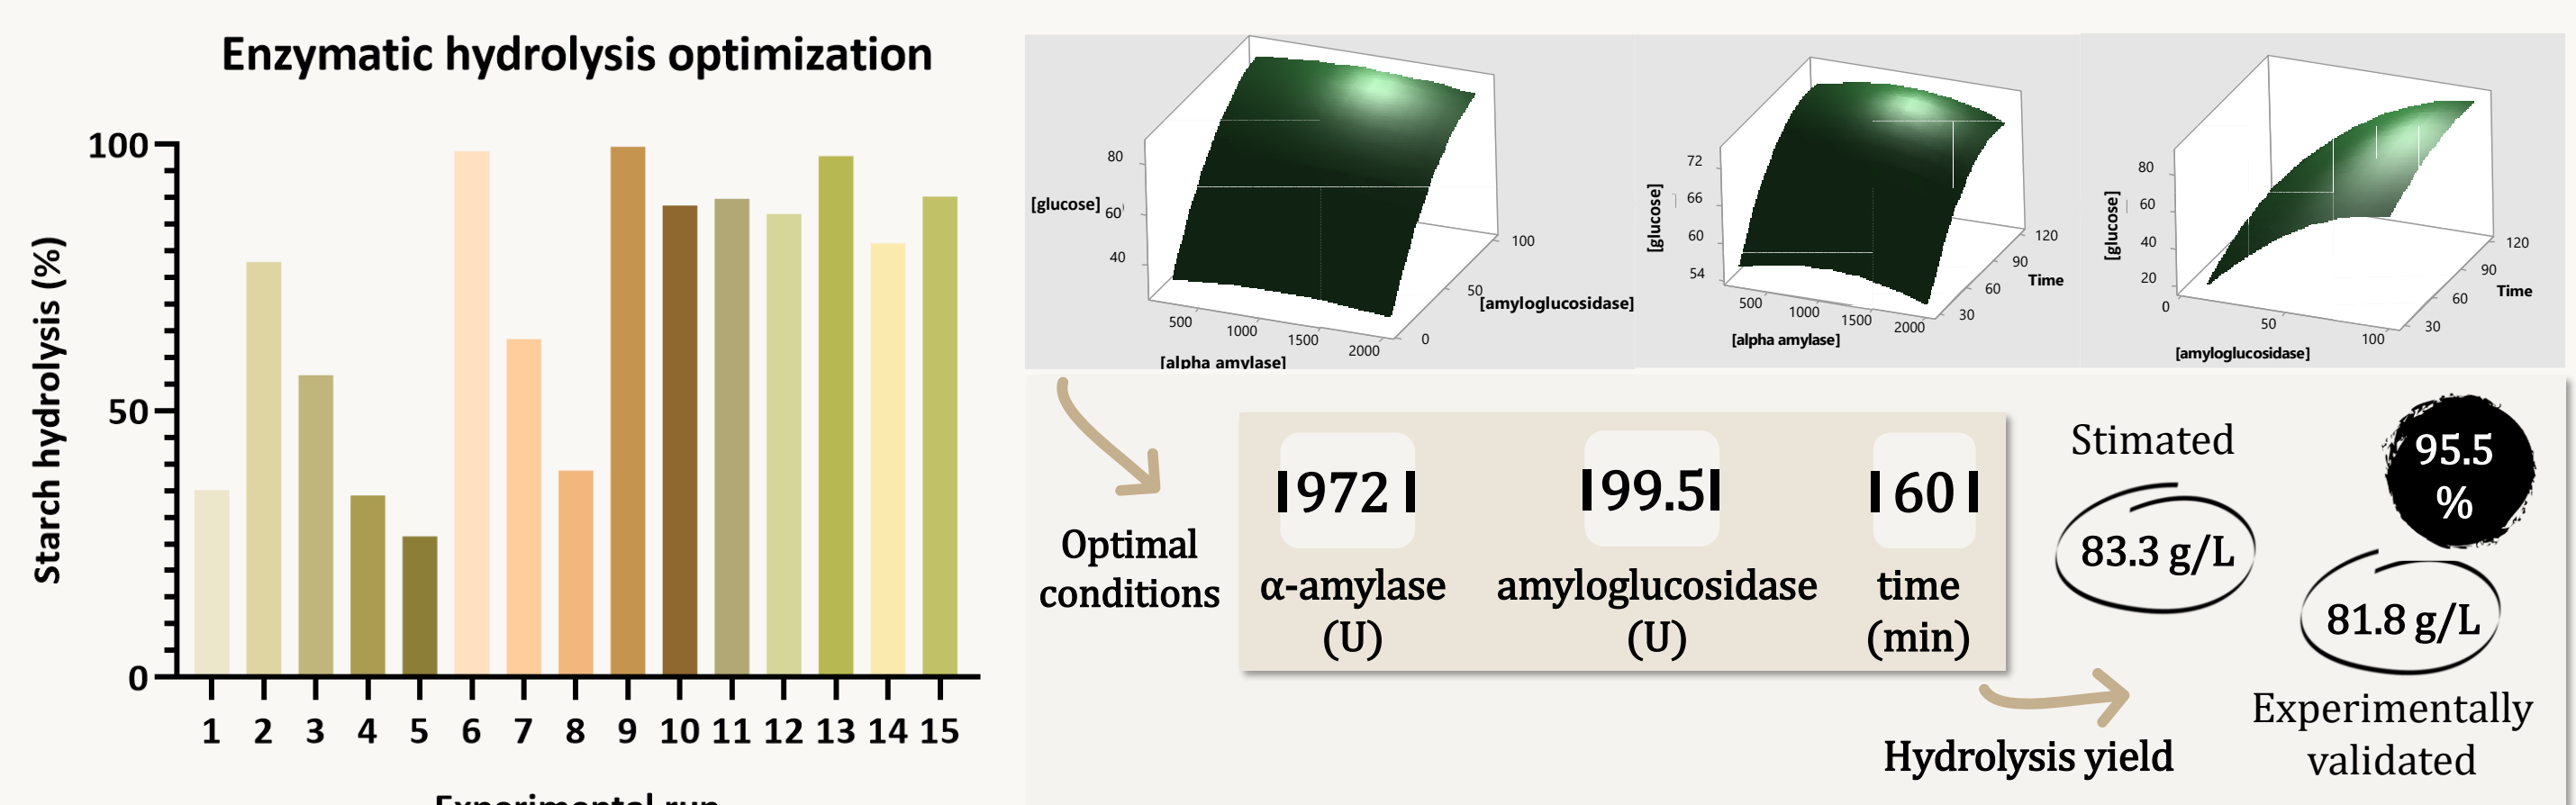 Enzymatic hydrolysis optimization
Starch hydrolysis (%)
100
50
0
1 2 3 4 5 6 7 8 9 10 11 12 13 14 15
Experimental run
[glucose]
80
60
40
500 1000 1500 2000
[alpha amylase]
0 50 100
[amyloglucosidase]
[glucose]
72
66
60
54
500 1000 1500 2000
[alpha amylase]
30 60 90 120
Time
[glucose]
80
60
40
20
0 50 100
[amyloglucosidase]
30 60 90 120
Time
Optimal
conditions
972
α-amylase
(U)
99.5
amyloglucosidase
(U)
60
time
(min)
Hydrolysis yield
Stimated
83.3 g/L
95.5
%
81.8 g/L
Experimentally
validated